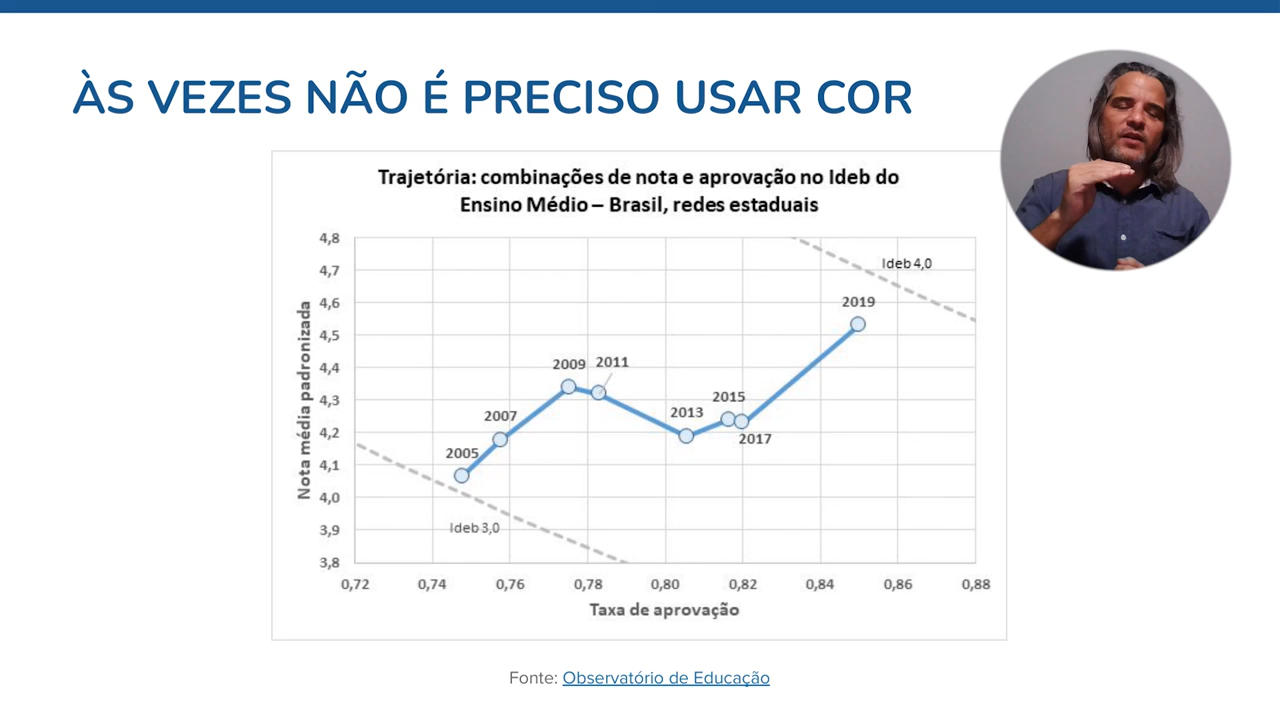 ÀS VEZES NÃO É PRECISO USAR COR
Trajetória: combinações de nota e aprovação no Ideb do
Ensino Médio – Brasil, redes estaduais
Nota média padronizada
4,8
4,7
4,6
4,5
4,4
4,3
4,2
4,1
4,0
3,9
3,8
Ideb 4,0
2019
2009
2011
2015
2013
2007
2017
2005
Ideb 3,0
0,72 0,74 0,76 0,78 0,80 0,82 0,84 0,86 0,88
Taxa de aprovação
Fonte: Observatório de Educação